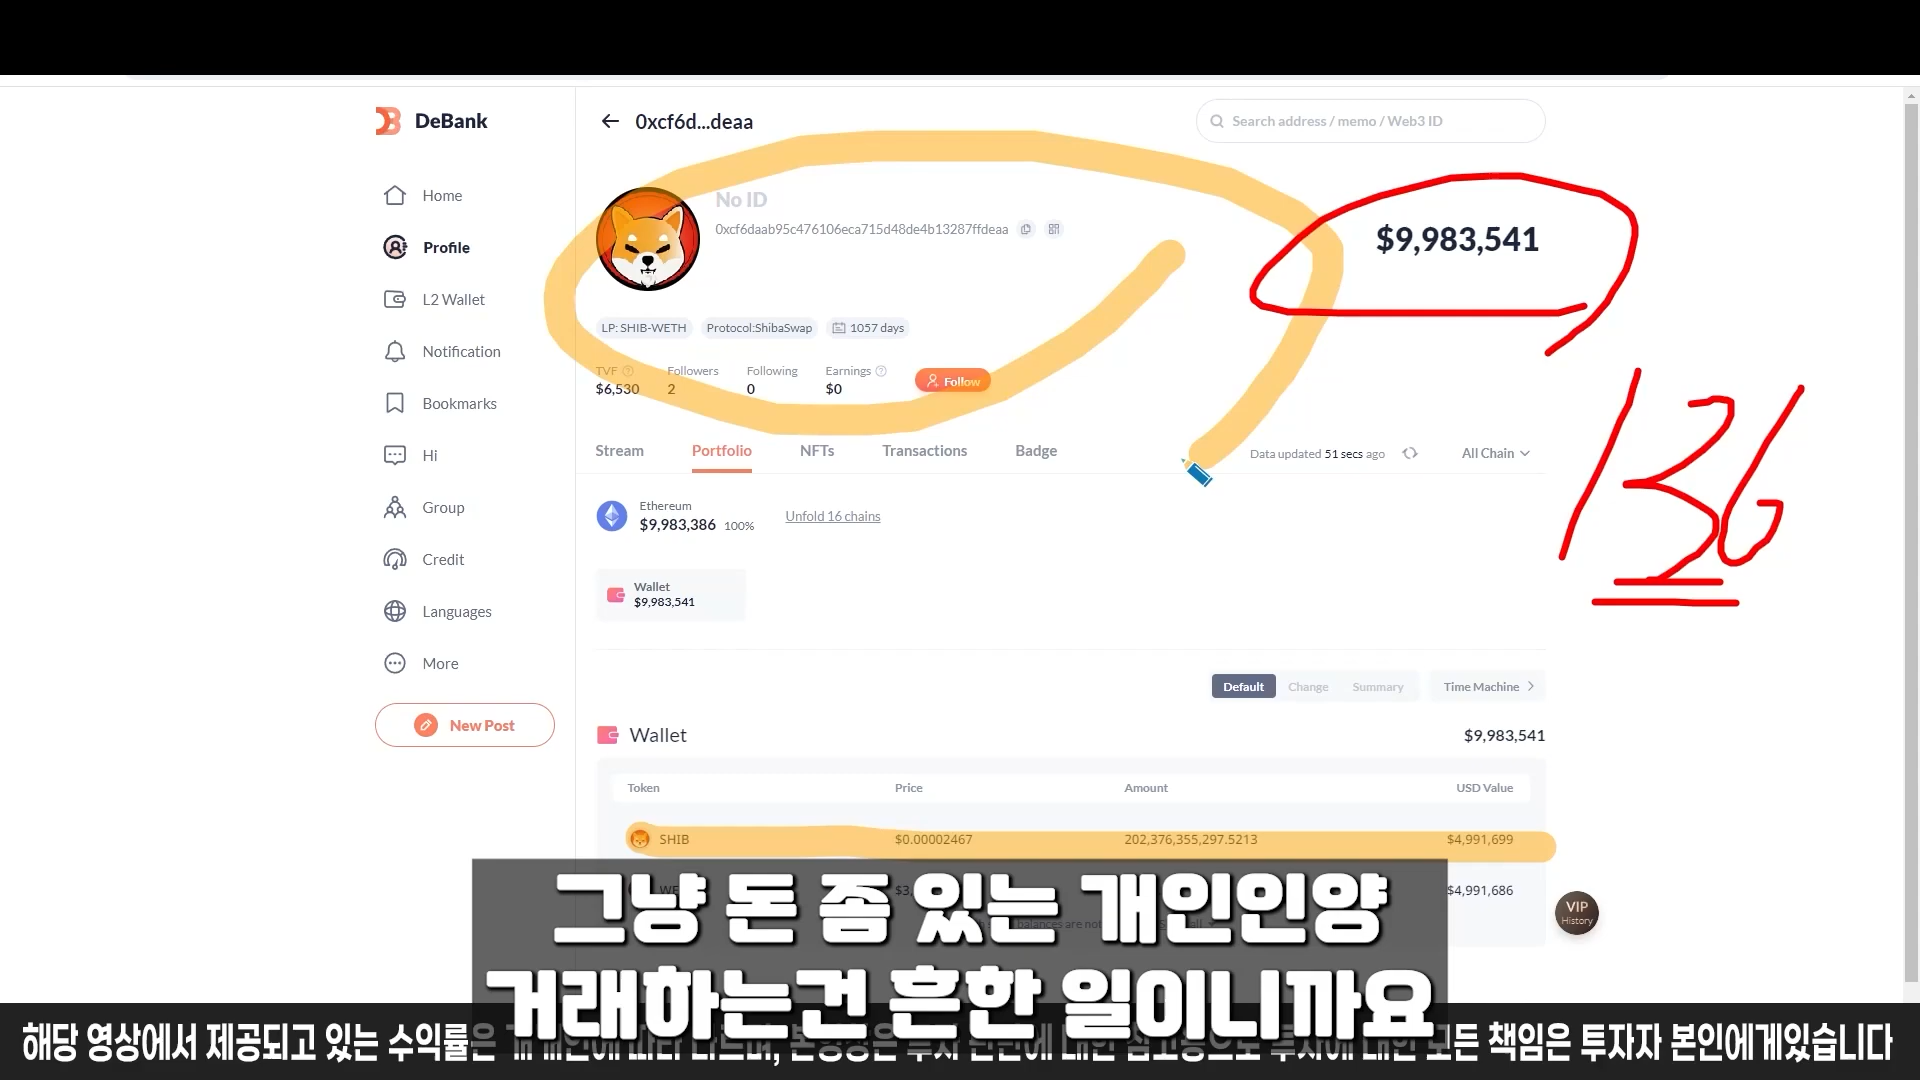 DeBank
0xcf6d...deaa
Search address / memo / Web3 ID
Home
Profile
L2 Wallet
Notification
Bookmarks
Hi
Group
Credit
Languages
More
New Post
No ID
0xcf6daab95c476106eca715d48de4b13287ffdeaa
$9,983,541
LP: SHIB-WETH
Protocol:ShibaSwap
1057 days
TVF
Followers
Following
Earnings
$6,530
2
0
$0
Follow
136
Stream
Portfolio
NFTs
Transactions
Badge
Data updated 51 secs ago
All Chain
Ethereum
$9,983,386 100%
Unfold 16 chains
Wallet
$9,983,541
Default
Change
Summary
Time Machine
Wallet
$9,983,541
Token
Price
Amount
USD Value
SHIB
$0.00002467
202,376,355,297.5213
$4,991,699
$4,991,686
balances are not
VIP
History
그냥 돈 좀 있는 개인인양
거래하는건 흔한 일이니까요
해당 영상에서 제공되고 있는 수익률은
모든 책임은 투자자 본인에게있습니다